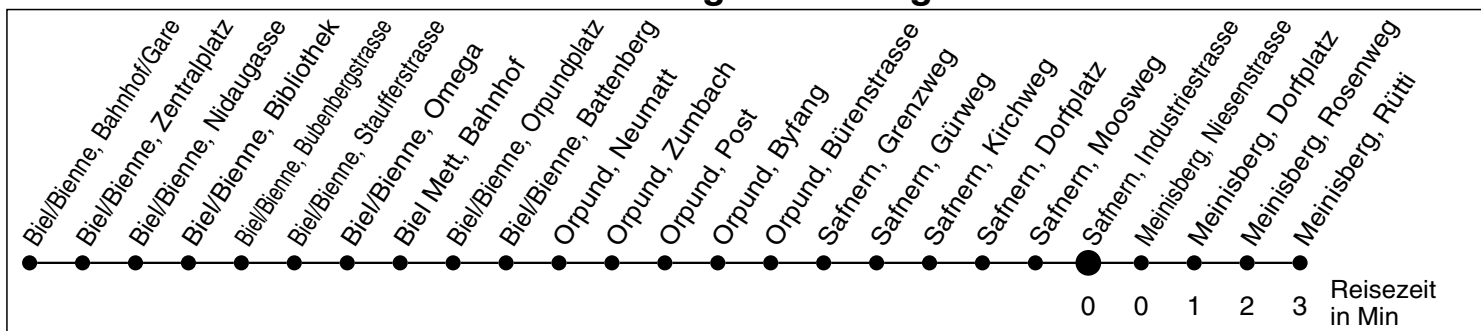 Biel/Bienne, Bahnhof/Gare
Biel/Bienne, Zentralplatz
Biel/Bienne, Nidaugasse
Biel/Bienne, Bibliothek
Biel/Bienne, Bubenbergstrasse
Biel/Bienne, Staufferstrasse
Biel/Bienne, Omega
Biel Mett, Bahnhof
Biel/Bienne, Orpundplatz
Biel/Bienne, Battenberg
Orpund, Neumatt
Orpund, Zumbach
Orpund, Post
Orpund, Byfang
Orpund, Bürenstrasse
Safnern, Grenzweg
Safnern, Gürweg
Safnern, Kirchweg
Safnern, Dorfplatz
Safnern, Moosweg
Safnern, Industriestrasse
Meinisberg, Niesenstrasse
Meinisberg, Dorfplatz
Meinisberg, Rosenweg
Meinisberg, Rütti
0 0 1 2 3 Reisezeit
in Min